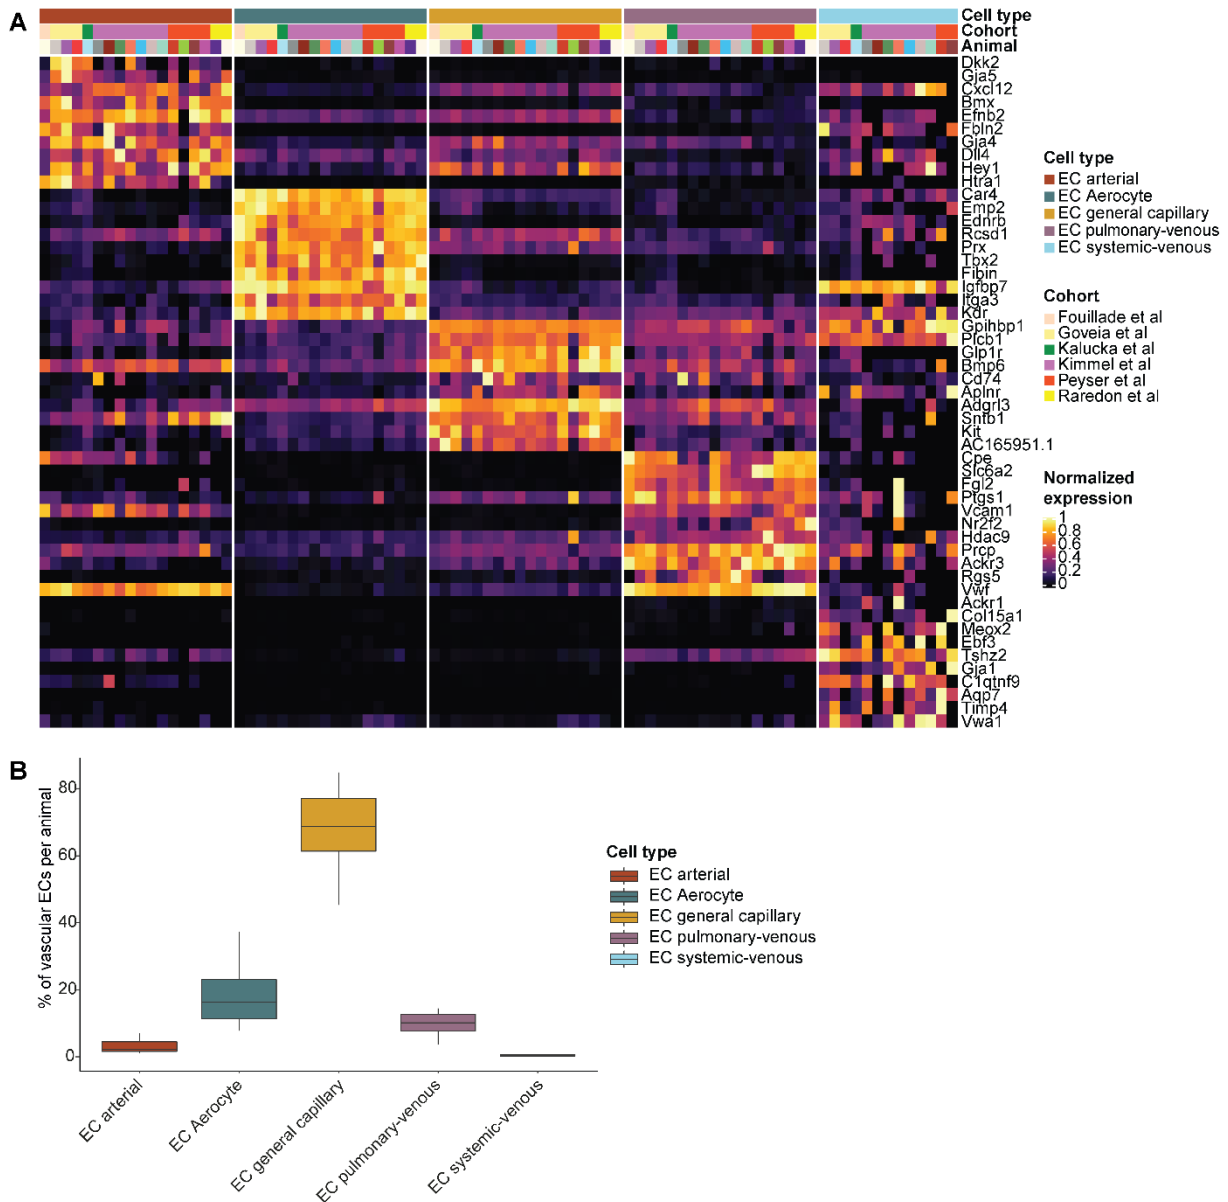 A
Cell type
Cohort
Animal
Dkk2
Gja5
Cxcl12
Bmx
Efnb2
Fbln2
Gja4
Dll4
Hey1
Htra1
Car4
Emp2
Ednrb
Rcsd1
Prx
Tbx2
Fibin
Igfbp7
Itga3
Kdr
Gpihbp1
Plcb1
Glp1r
Bmp6
Cd74
Aplnr
Adgrl3
Sntb1
Kit
AC165951.1
Cpe
Slc6a2
Fgl2
Ptgs1
Vcam1
Nr2f2
Hdac9
Prcp
Ackr3
Rgs5
Vwf
Ackr1
Col15a1
Meox2
Ebf3
Tshz2
Gja1
C1qtnf9
Aqp7
Timp4
Vwa1
Cell type
EC arterial
EC Aerocyte
EC general capillary
EC pulmonary-venous
EC systemic-venous
Cohort
Fouillade et al
Goveia et al
Kalucka et al
Kimmel et al
Peyser et al
Raredon et al
Normalized
expression
1
0.8
0.6
0.4
0.2
0
B
% of vascular ECs per animal
80
60
40
20
0
EC arterial
EC Aerocyte
EC general capillary
EC pulmonary-venous
EC systemic-venous
Cell type
EC arterial
EC Aerocyte
EC general capillary
EC pulmonary-venous
EC systemic-venous